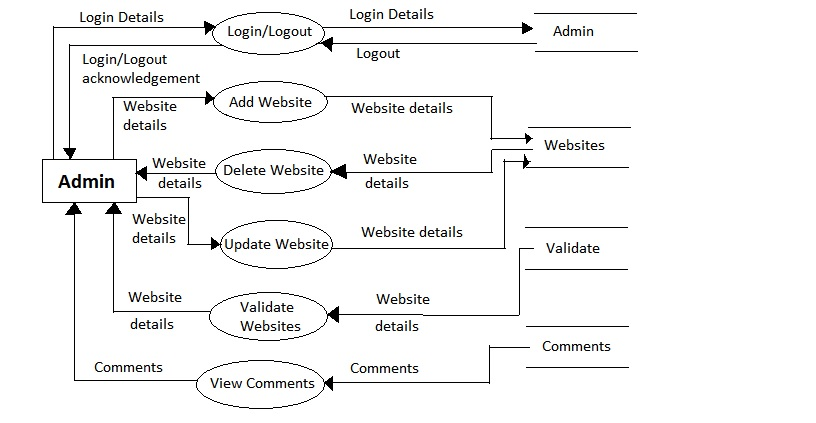 Login Details
Login Details
Login/Logout
Admin
Logout
Login/Logout
acknowledgement
Website
details
Add Website
Website details
Websites
Website
details
Delete Website
Website
details
Admin
Website
details
Update Website
Website details
Validate
Website
details
Validate
Websites
Website
details
Comments
Comments
View Comments
Comments